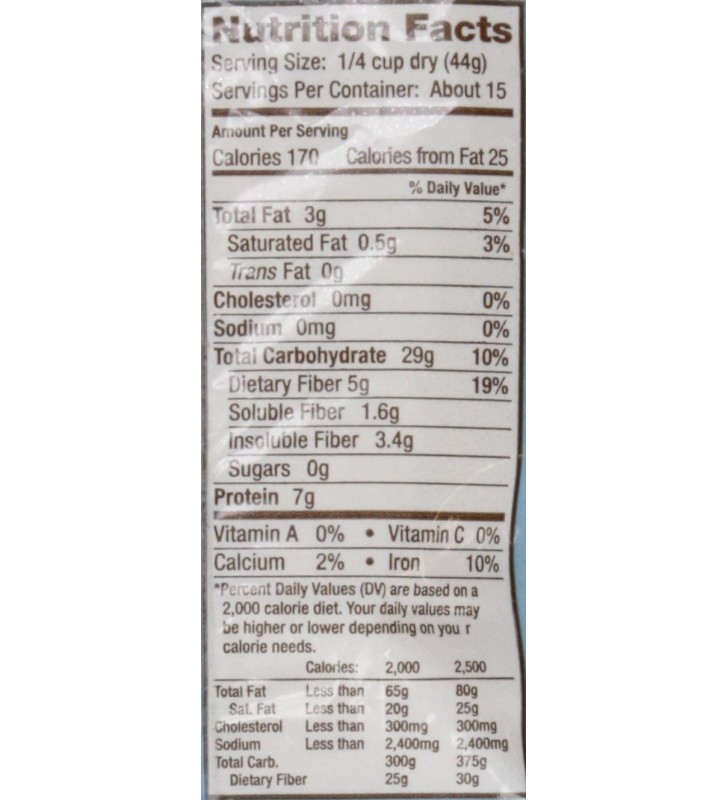 Nutrition Facts
Serving Size: 1/4 cup dry (44g)
Servings Per Container: About 15
Amount Per Serving
Calories 170 Calories from Fat 25
% Daily Value*
Total Fat 3g 5%
Saturated Fat 0.5g 3%
Trans Fat 0g
Cholesterol 0mg 0%
Sodium 0mg 0%
Total Carbohydrate 29g 10%
Dietary Fiber 5g 19%
Soluble Fiber 1.6g
Insoluble Fiber 3.4g
Sugars 0g
Protein 7g
Vitamin A 0% • Vitamin C 0%
Calcium 2% • Iron 10%
*Percent Daily Values (DV) are based on a
2,000 calorie diet. Your daily values may
be higher or lower depending on you r
calorie needs.
Calories: 2,000 2,500
Total Fat Less than 65g 80g
Sat. Fat Less than 20g 25g
Cholesterol Less than 300mg 300mg
Sodium Less than 2,400mg 2,400mg
Total Carb. 300g 375g
Dietary Fiber 25g 30g